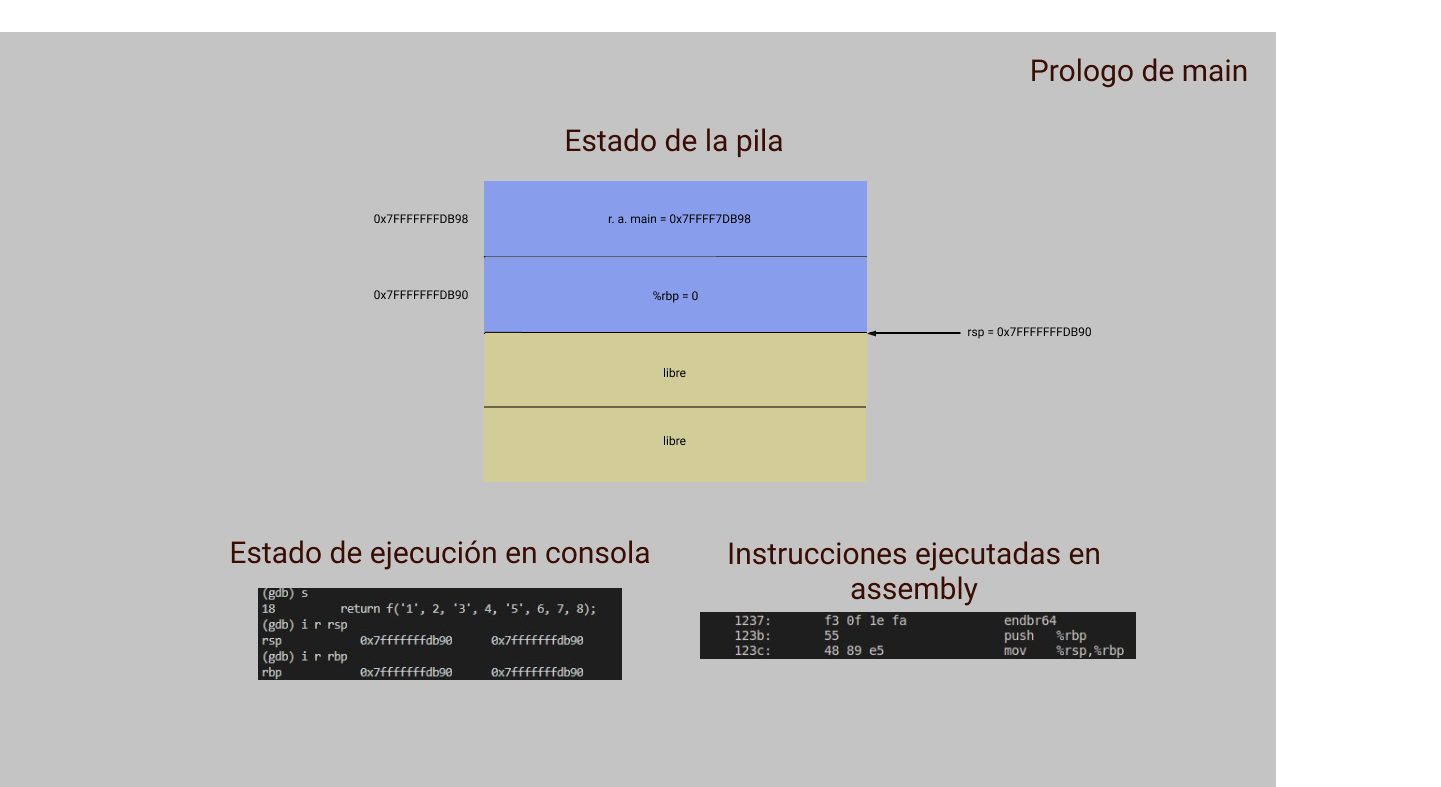 Prologo de main
Estado de la pila
0x7FFFFFFFDB98
r. a. main = 0x7FFFF7DB98
0x7FFFFFFFDB90
%rbp = 0
rsp = 0x7FFFFFFFDB90
libre
libre
Estado de ejecución en consola
(gdb) s
18 return f('1', 2, '3', 4, '5', 6, 7, 8);
(gdb) i r rsp
rsp 0x7fffffffdb90 0x7fffffffdb90
(gdb) i r rbp
rbp 0x7fffffffdb90 0x7fffffffdb90
Instrucciones ejecutadas en
assembly
1237: f3 0f 1e fa endbr64
123b: 55 push %rbp
123c: 48 89 e5 mov %rsp,%rbp